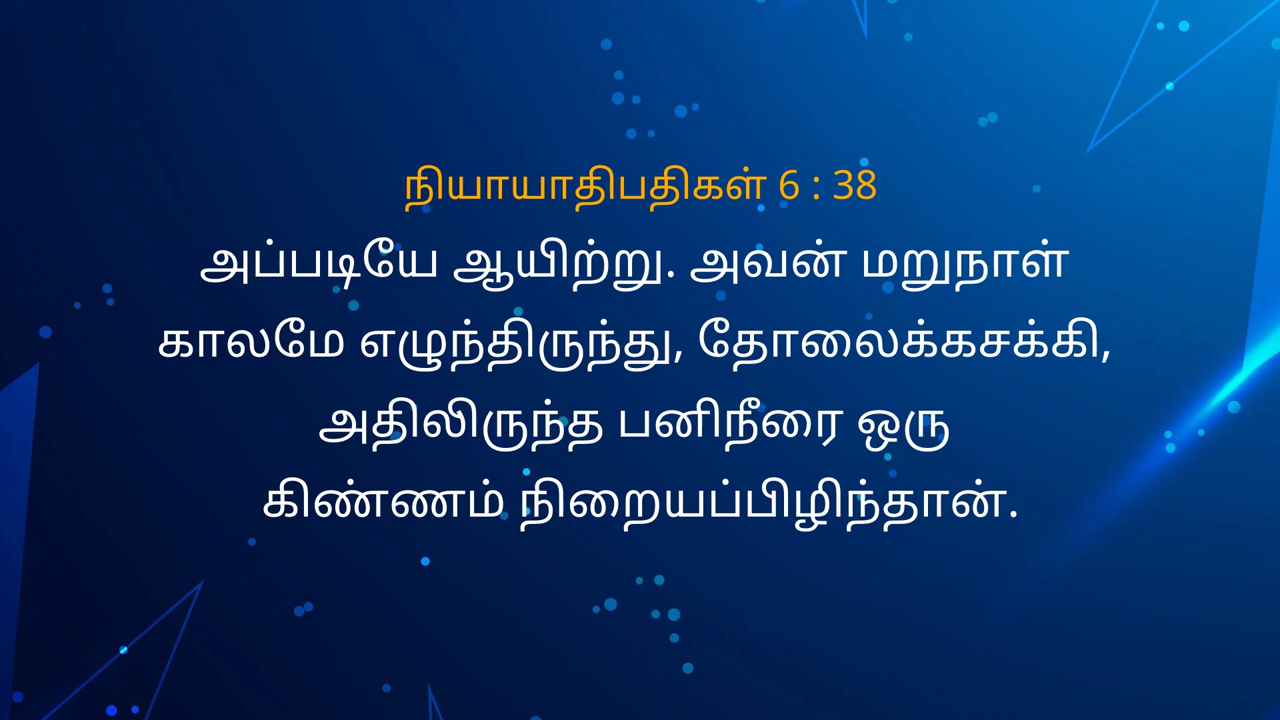 நியாயாதிபதிகள் 6 : 38
அப்படியே ஆயிற்று. அவன் மறுநாள்
காலமே எழுந்திருந்து, தோலைக்கசக்கி,
அதிலிருந்த பனிநீரை ஒரு
கிண்ணம் நிறையப்பிழிந்தான்.